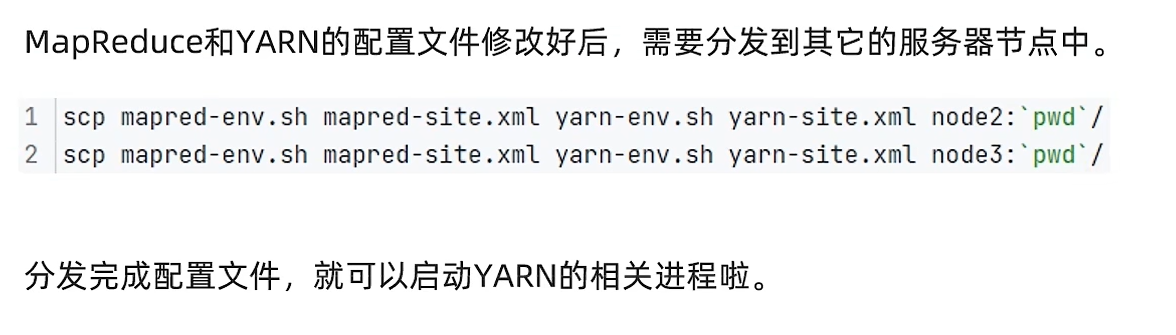 MapReduce和YARN的配置文件修改好后，需要分发到其它的服务器节点中。
1 scp mapred-env.sh mapred-site.xml yarn-env.sh yarn-site.xml node2:`pwd`/
2 scp mapred-env.sh mapred-site.xml yarn-env.sh yarn-site.xml node3:`pwd`/
分发完成配置文件，就可以启动YARN的相关进程啦。